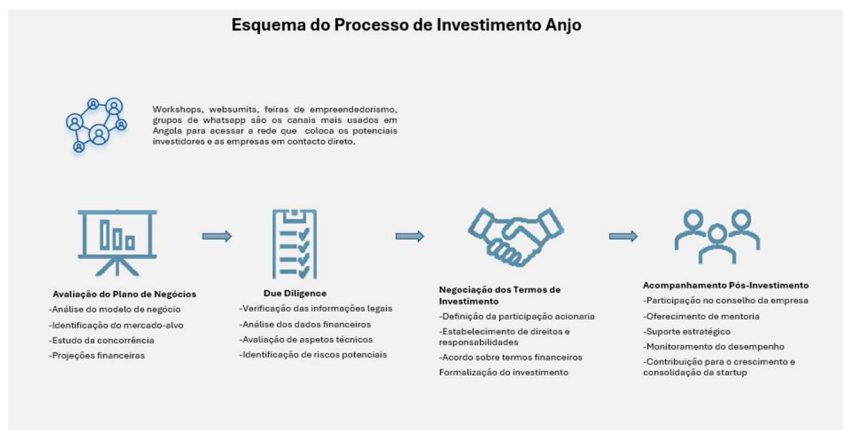 Esquema do Processo de Investimento Anjo
Workshops, websumits, feiras de empreendedorismo,
grupos de whatsapp são os canais mais usados em
Angola para acessar a rede que coloca os potenciais
investidores e as empresas em contacto direto.
Avaliação do Plano de Negócios
-Análise do modelo de negócio
-Identificação do mercado-alvo
-Estudo da concorrência
-Projeções financeiras
Due Diligence
-Verificação das informações legais
-Análise dos dados financeiros
-Avaliação de aspetos técnicos
-Identificação de riscos potenciais
Negociação dos Termos de
Investimento
-Definição da participação acionaria
-Estabelecimento de direitos e
responsabilidades
-Acordo sobre termos financeiros
Formalização do investimento
Acompanhamento Pós-Investimento
-Participação no conselho da empresa
-Oferecimento de mentoria
-Suporte estratégico
-Monitoramento do desempenho
-Contribuição para o crescimento e
consolidação da startup